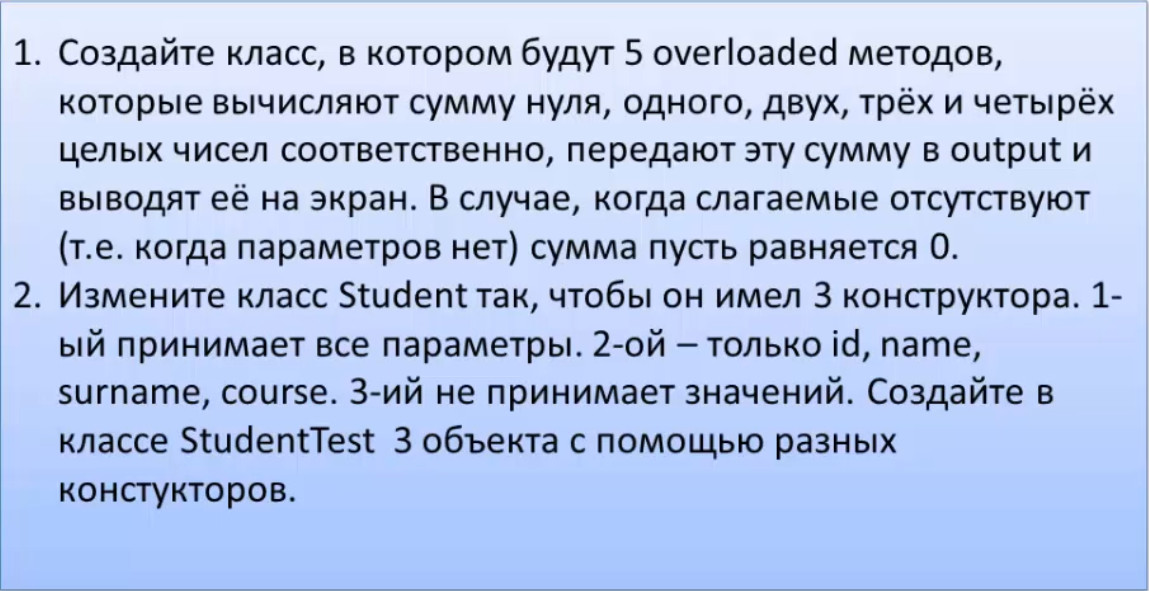 1. Создайте класс, в котором будут 5 overloaded методов,
которые вычисляют сумму нуля, одного, двух, трёх и четырёх
целых чисел соответственно, передают эту сумму в output и
выводят её на экран. В случае, когда слагаемые отсутствуют
(т.е. когда параметров нет) сумма пусть равняется 0.
2. Измените класс Student так, чтобы он имел 3 конструктора. 1-
ый принимает все параметры. 2-ой – только id, name,
surname, course. 3-ий не принимает значений. Создайте в
классе StudentTest 3 объекта с помощью разных
констукторов.